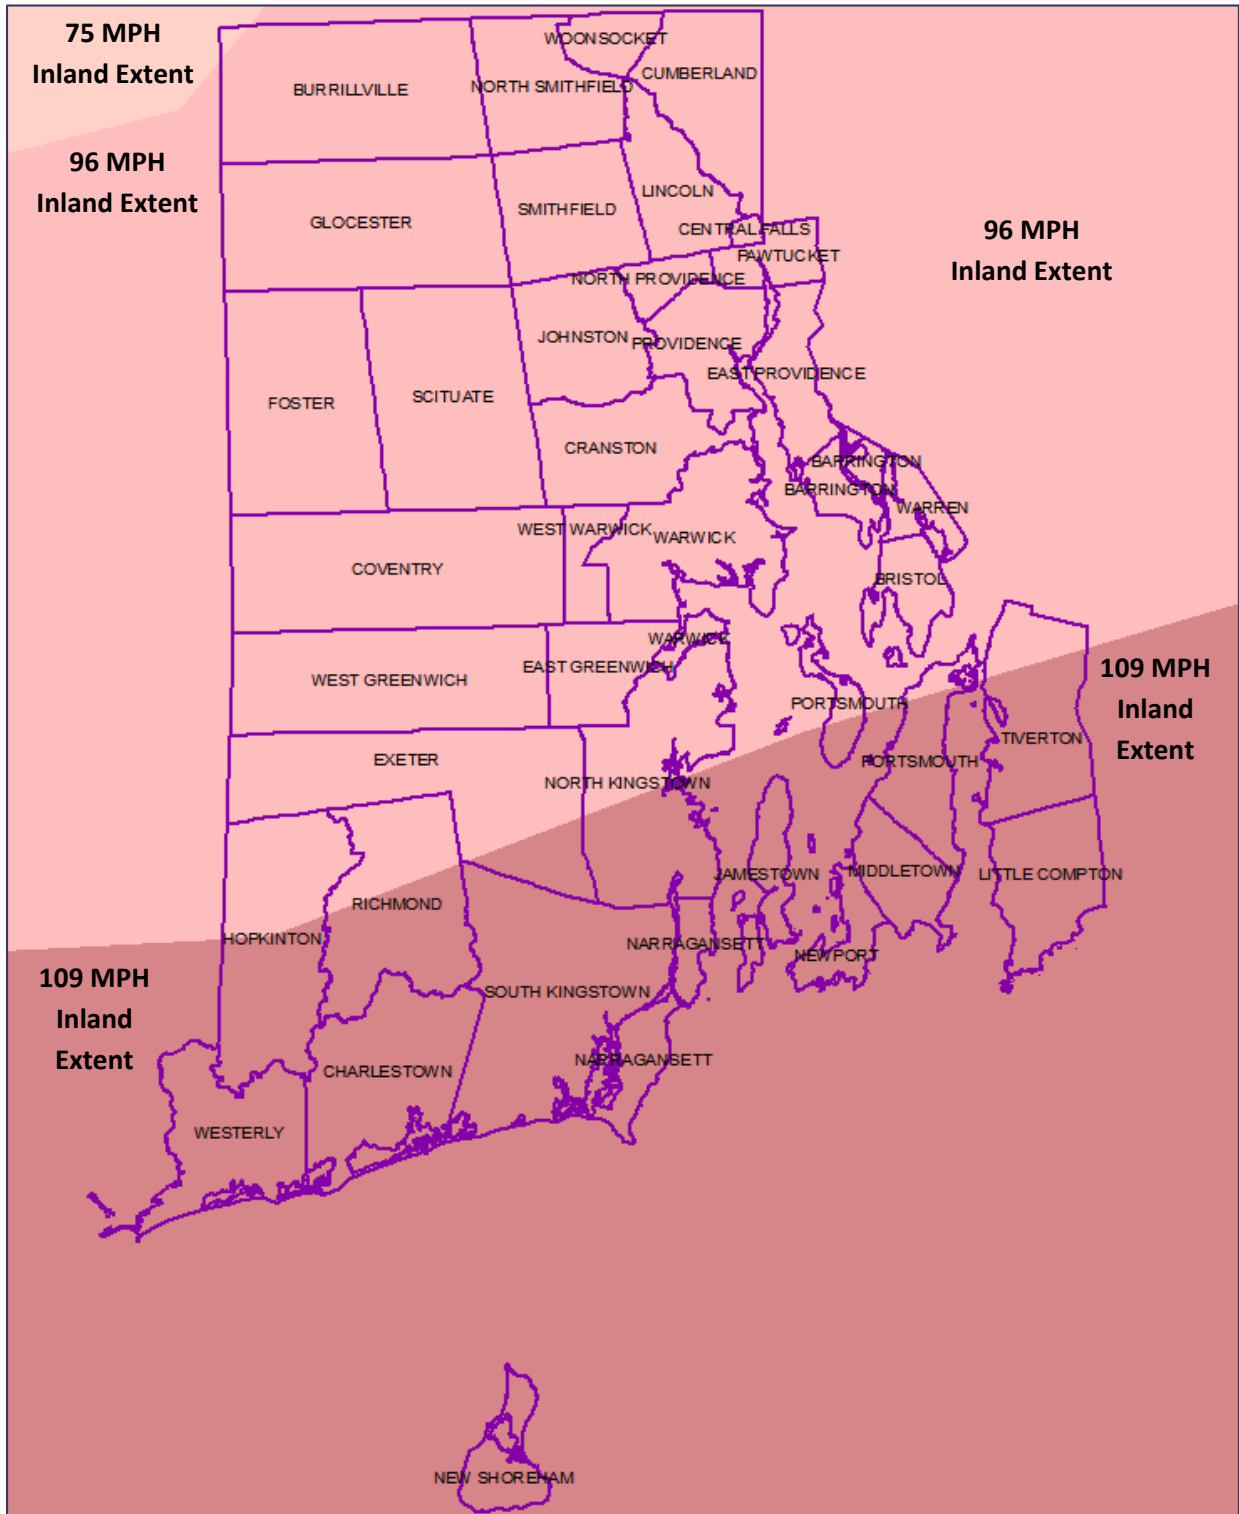 75 MPH
Inland Extent
WOONSOCKET
CUMBERLAND
BURRILLVILLE
NORTH SMITHFIELD
96 MPH
Inland Extent
LINCOLN
SMITHFIELD
GLOCESTER
CENTRAL FALLS
96 MPH
Inland Extent
PAWTUCKET
NORTH PROVIDENCE
JOHNSTON
PROVIDENCE
EAST PROVIDENCE
FOSTER
SCITUATE
CRANSTON
BARRINGTON
BARRINGTON
WARREN
WEST WARWICK
WARWICK
COVENTRY
BRISTOL
WARWICK
EAST GREENWICH
WEST GREENWICH
109 MPH
Inland
Extent
PORTSMOUTH
TIVERTON
EXETER
PORTSMOUTH
NORTH KINGSTOWN
JAMESTOWN
MIDDLETOWN
LITTLE COMPTON
RICHMOND
HOPKINTON
NARRAGANSETT
NEWPORT
109 MPH
Inland
Extent
SOUTH KINGSTOWN
NARRAGANSETT
CHARLESTOWN
WESTERLY
NEW SHOREHAM